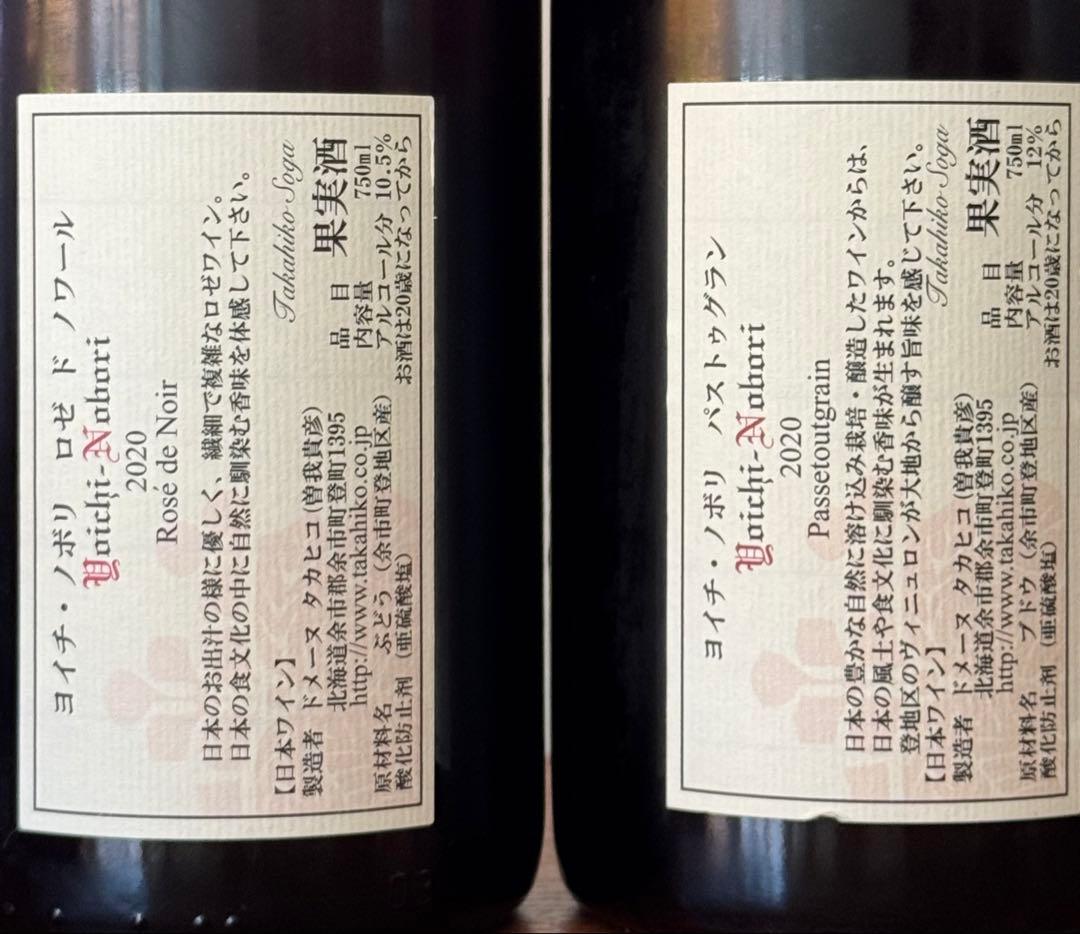 ヨイチ・ノボリ　ロゼ　ド　ノワール
Yoichi-Nobori
2020
Rosé de Noir
日本のお出汁の様に優しく、繊細で複雑なロゼワイン。
日本の食文化の中に自然に馴染む香味を体感して下さい。
Takahiko Soga
【日本ワイン】
製造者　ドメーヌ タカヒコ(曽我貴彦)
北海道余市郡余市町登町1395
http://www.takahiko.co.jp
原材料名　ぶどう（余市町登地区産）
酸化防止剤（亜硫酸塩）
品　目　果実酒
内容量　750ml
アルコール分　10.5%
お酒は20歳になってから
ヨイチ・ノボリ　パストゥグラン
Yoichi-Nobori
2020
Passetoutgrain
日本の豊かな自然に溶け込み栽培・醸造したワインからは、
日本の風土や食文化に馴染む香味が生まれます。
登地区のヴィニュロンが大地から醸す旨味を感じて下さい。
Takahiko Soga
【日本ワイン】
製造者　ドメーヌ タカヒコ(曽我貴彦)
北海道余市郡余市町登町1395
http://www.takahiko.co.jp
原材料名　ブドウ（余市町登地区産）
酸化防止剤（亜硫酸塩）
品　目　果実酒
内容量　750ml
アルコール分　12%
お酒は20歳になってから